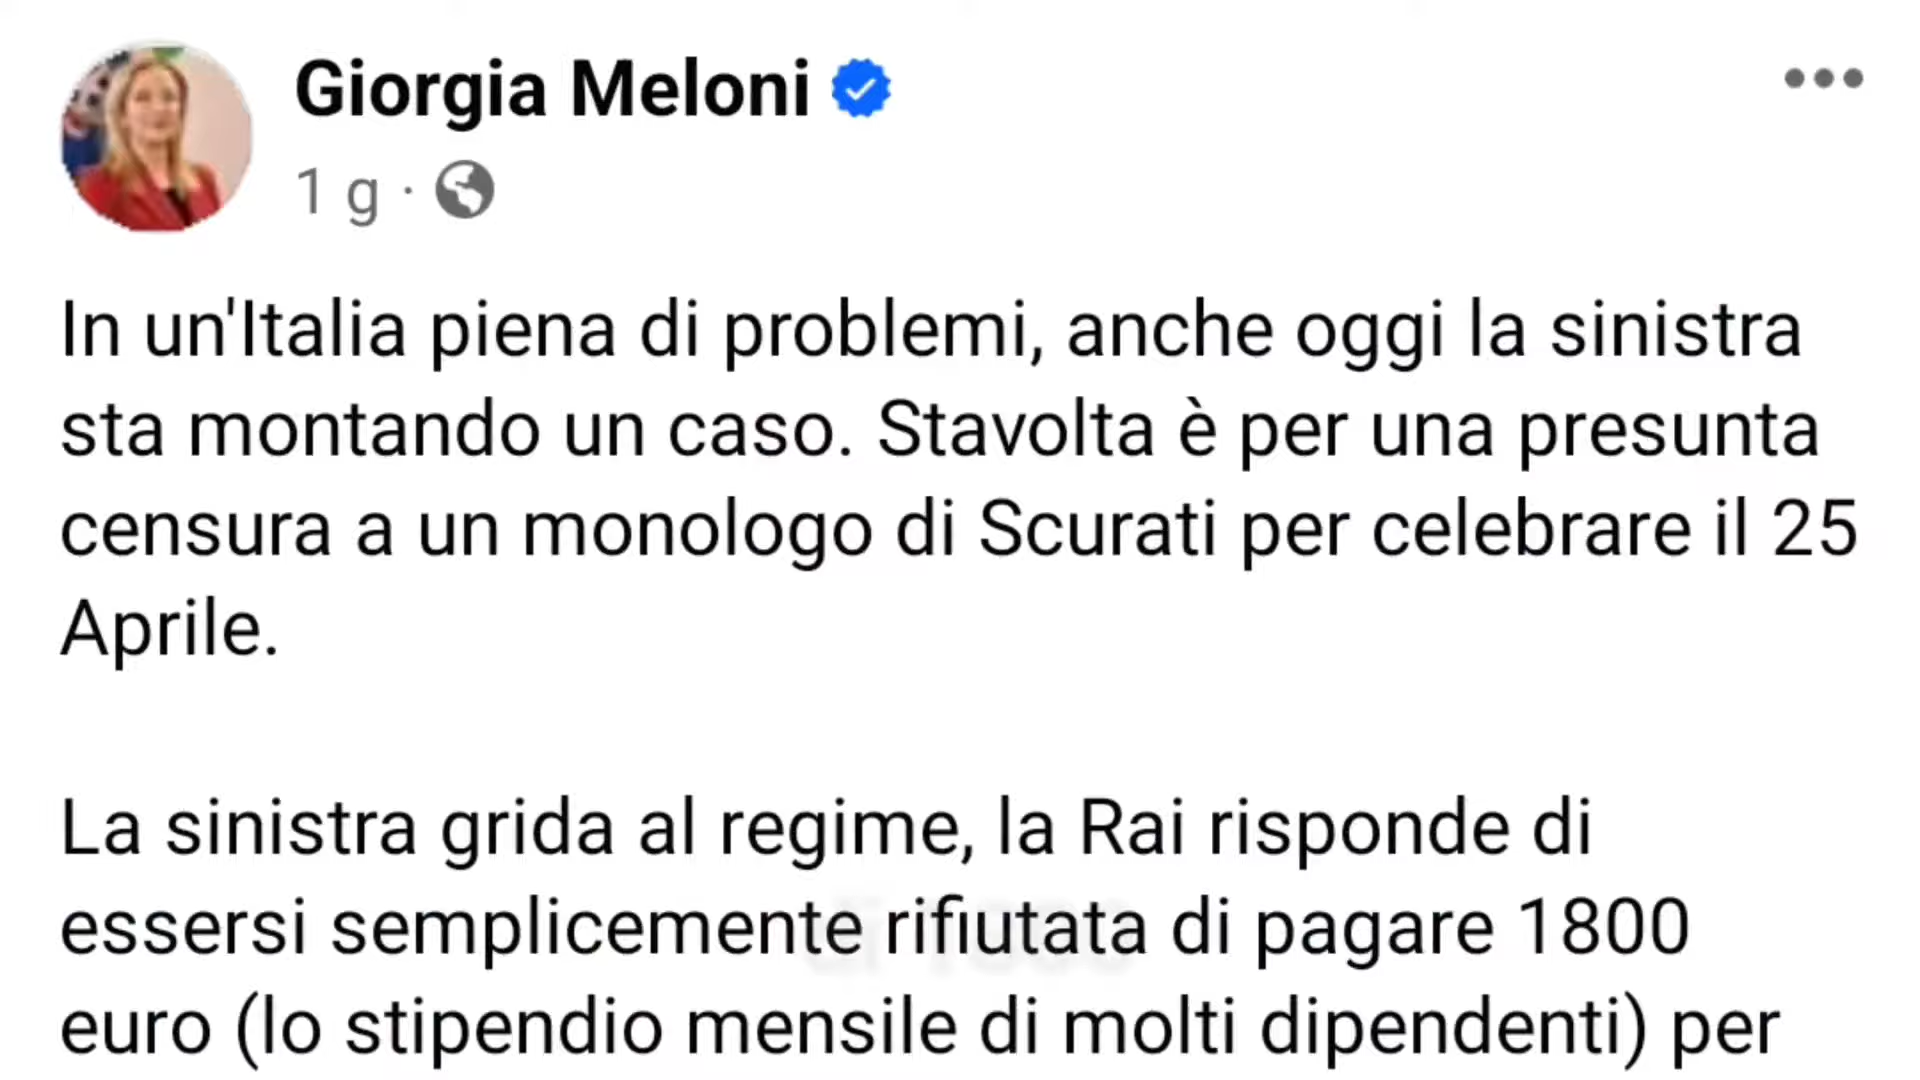 Giorgia Meloni
1 g ·
In un'Italia piena di problemi, anche oggi la sinistra
sta montando un caso. Stavolta è per una presunta
censura a un monologo di Scurati per celebrare il 25
Aprile.
La sinistra grida al regime, la Rai risponde di
essersi semplicemente rifiutata di pagare 1800
euro (lo stipendio mensile di molti dipendenti) per